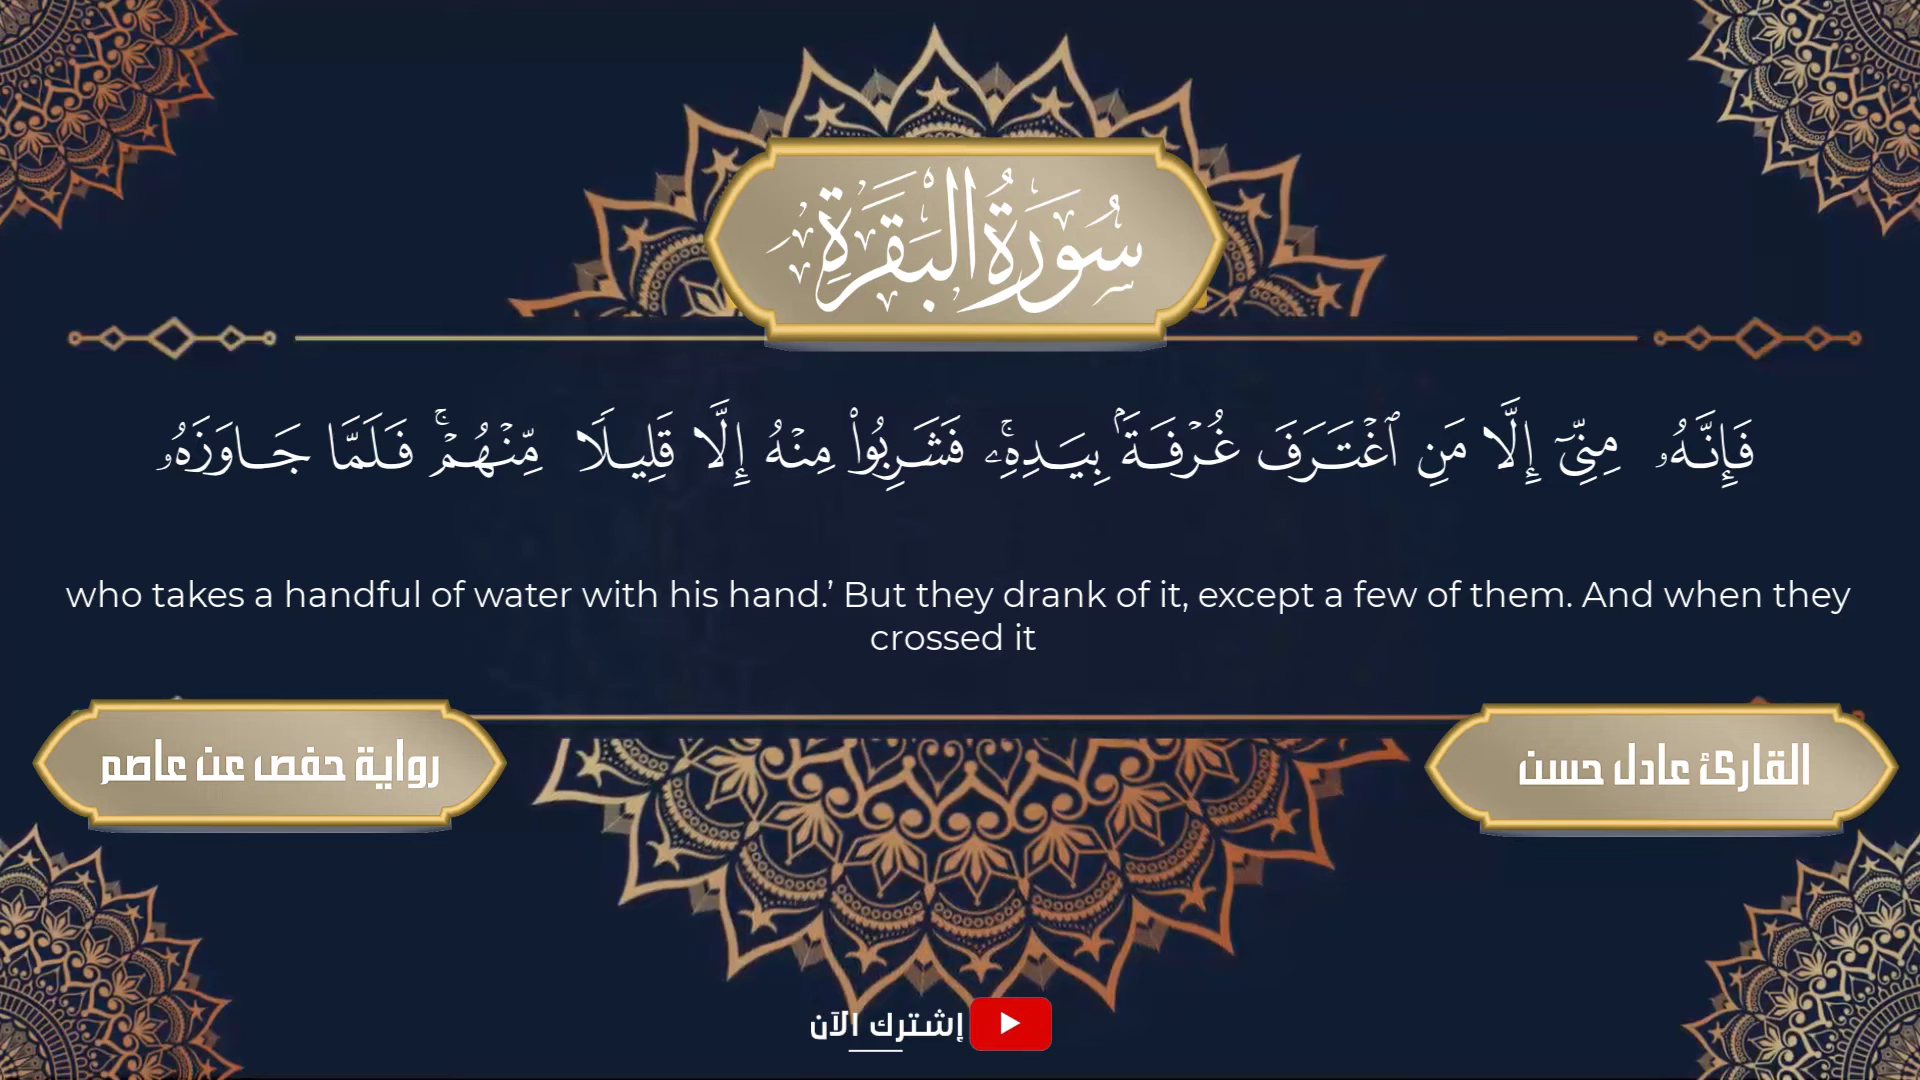 سُورَةُ البَقَرَةِ
فَإِنَّهُۥ مِنِّىٓ إِلَّا مَنِ ٱغْتَرَفَ غُرْفَةًۢ بِيَدِهِۦۚ فَشَرِبُوا۟ مِنْهُ إِلَّا قَلِيلًا مِّنْهُمْۚ فَلَمَّا جَاوَزَهُۥ
who takes a handful of water with his hand.’ But they drank of it, except a few of them. And when they
crossed it
القارئ عادل حسن
رواية حفص عن عاصم
إشترك الآن